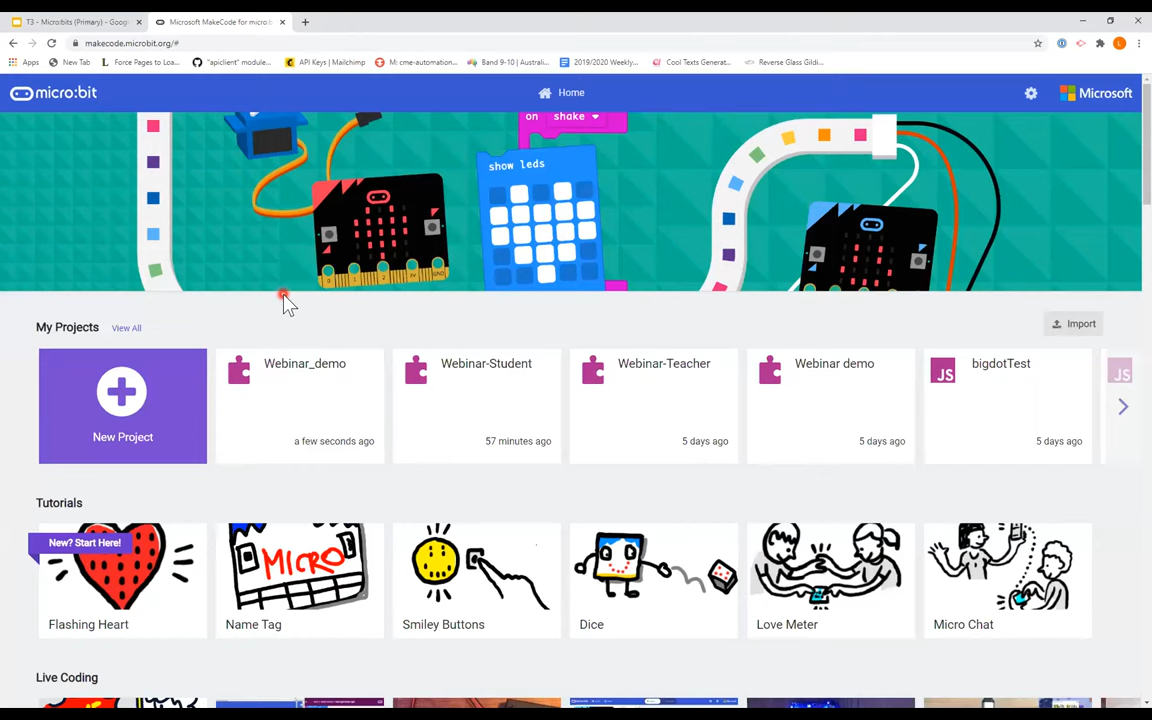 T3 - Micro:bits (Primary) - Goog
Microsoft MakeCode for micro:b
makecode.microbit.org/#
L
Apps
New Tab
Force Pages to Loa...
"apiclient" module...
API Keys | Mailchimp
M: cme-automation...
Band 9-10 | Australi...
2019/2020 Weekly...
Cool Texts Generat...
Reverse Glass Gildi...
micro:bit
Home
Microsoft
on shake
show leds
0 1 2 3V GND
My Projects View All
Import
New Project
Webinar_demo
a few seconds ago
Webinar-Student
57 minutes ago
Webinar-Teacher
5 days ago
Webinar demo
5 days ago
JS
bigdotTest
5 days ago
JS
Tutorials
New? Start Here!
MICRO
Flashing Heart
Name Tag
Smiley Buttons
Dice
Love Meter
Micro Chat
Live Coding